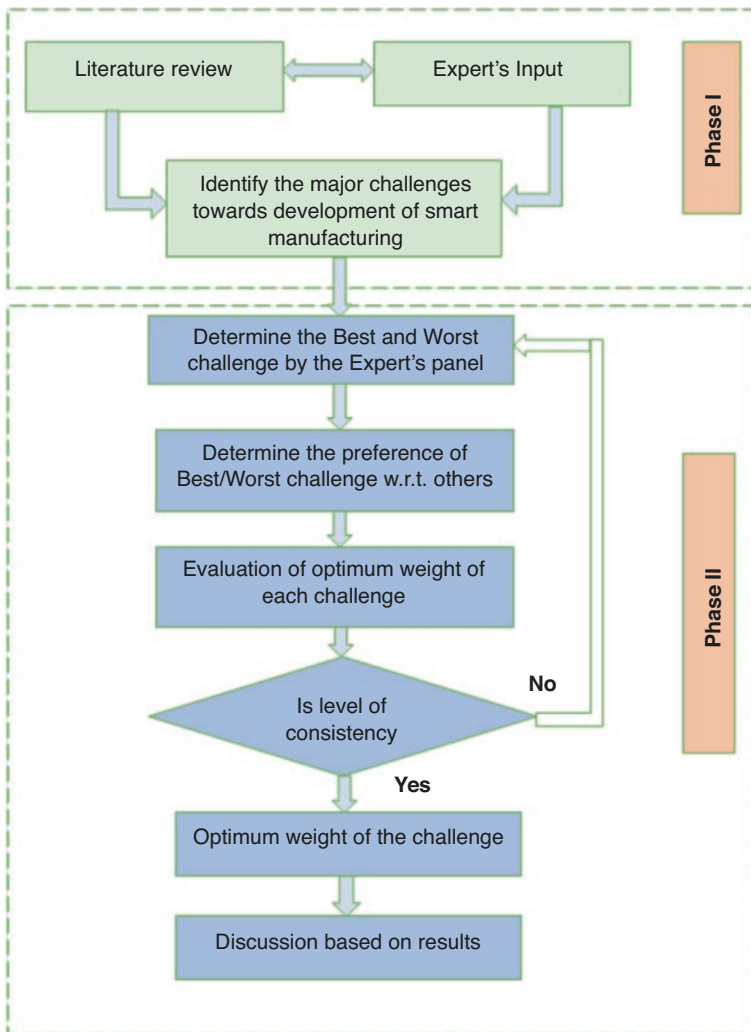 Literature review
Expert's Input
Phase I
Identify the major challenges
towards development of smart
manufacturing
Determine the Best and Worst
challenge by the Expert's panel
Determine the preference of
Best/Worst challenge w.r.t. others
Evaluation of optimum weight of
each challenge
Phase II
No
Is level of
consistency
Yes
Optimum weight of the challenge
Discussion based on results